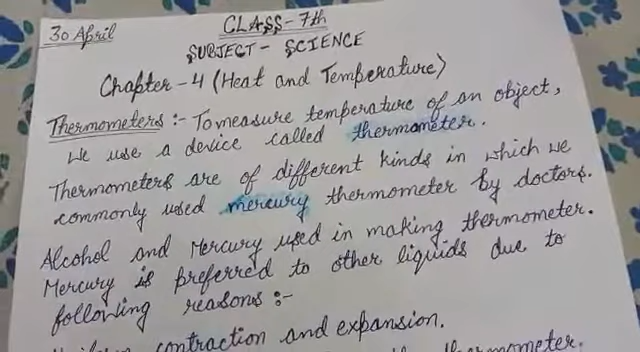 30 April
CLASS-7th
SUBJECT - SCIENCE
Chapter - 4 (Heat and Temperature)
Thermometers :- To measure temperature of an object,
we use a device called thermometer.
Thermometers are of different kinds in which we
commonly used mercury thermometer by doctors.
Alcohol and Mercury used in making thermometer.
Mercury is preferred to other liquids due to
following reasons :-
contraction and expansion.
thermometer.